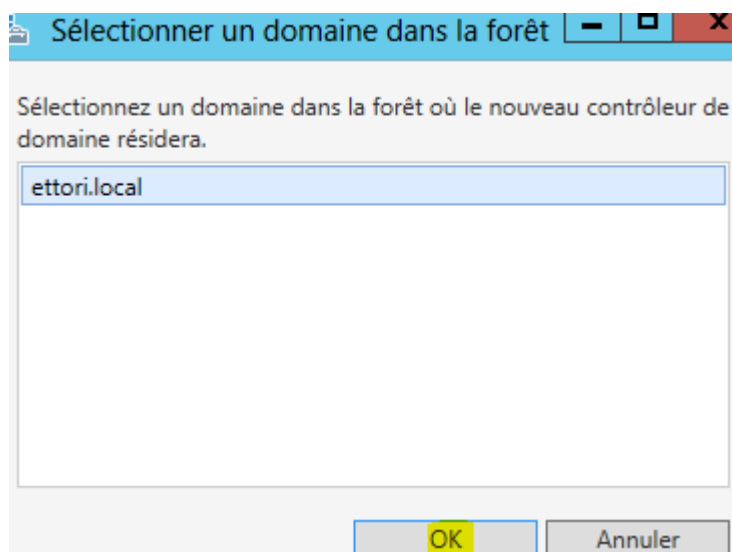 Sélectionner un domaine dans la forêt
Sélectionnez un domaine dans la forêt où le nouveau contrôleur de
domaine résidera.
ettori.local
OK
Annuler